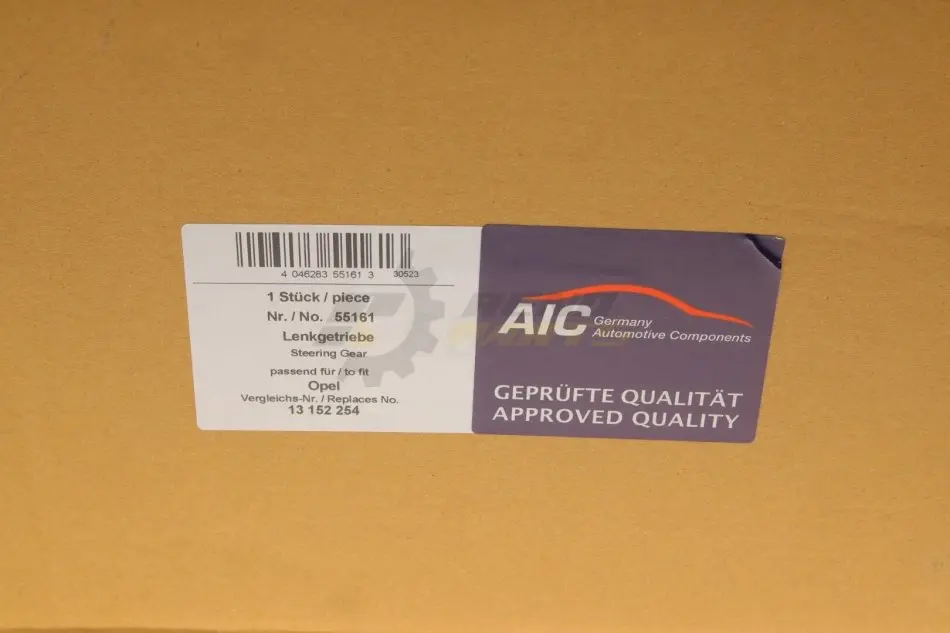 4 046283 55161 3 30523
1 Stück / piece
Nr. / No. 55161
Lenkgetriebe
Steering Gear
passend für / to fit
Opel
Vergleichs-Nr. / Replaces No.
13 152 254
AIC Germany
Automotive Components
GEPRÜFTE QUALITÄT
APPROVED QUALITY